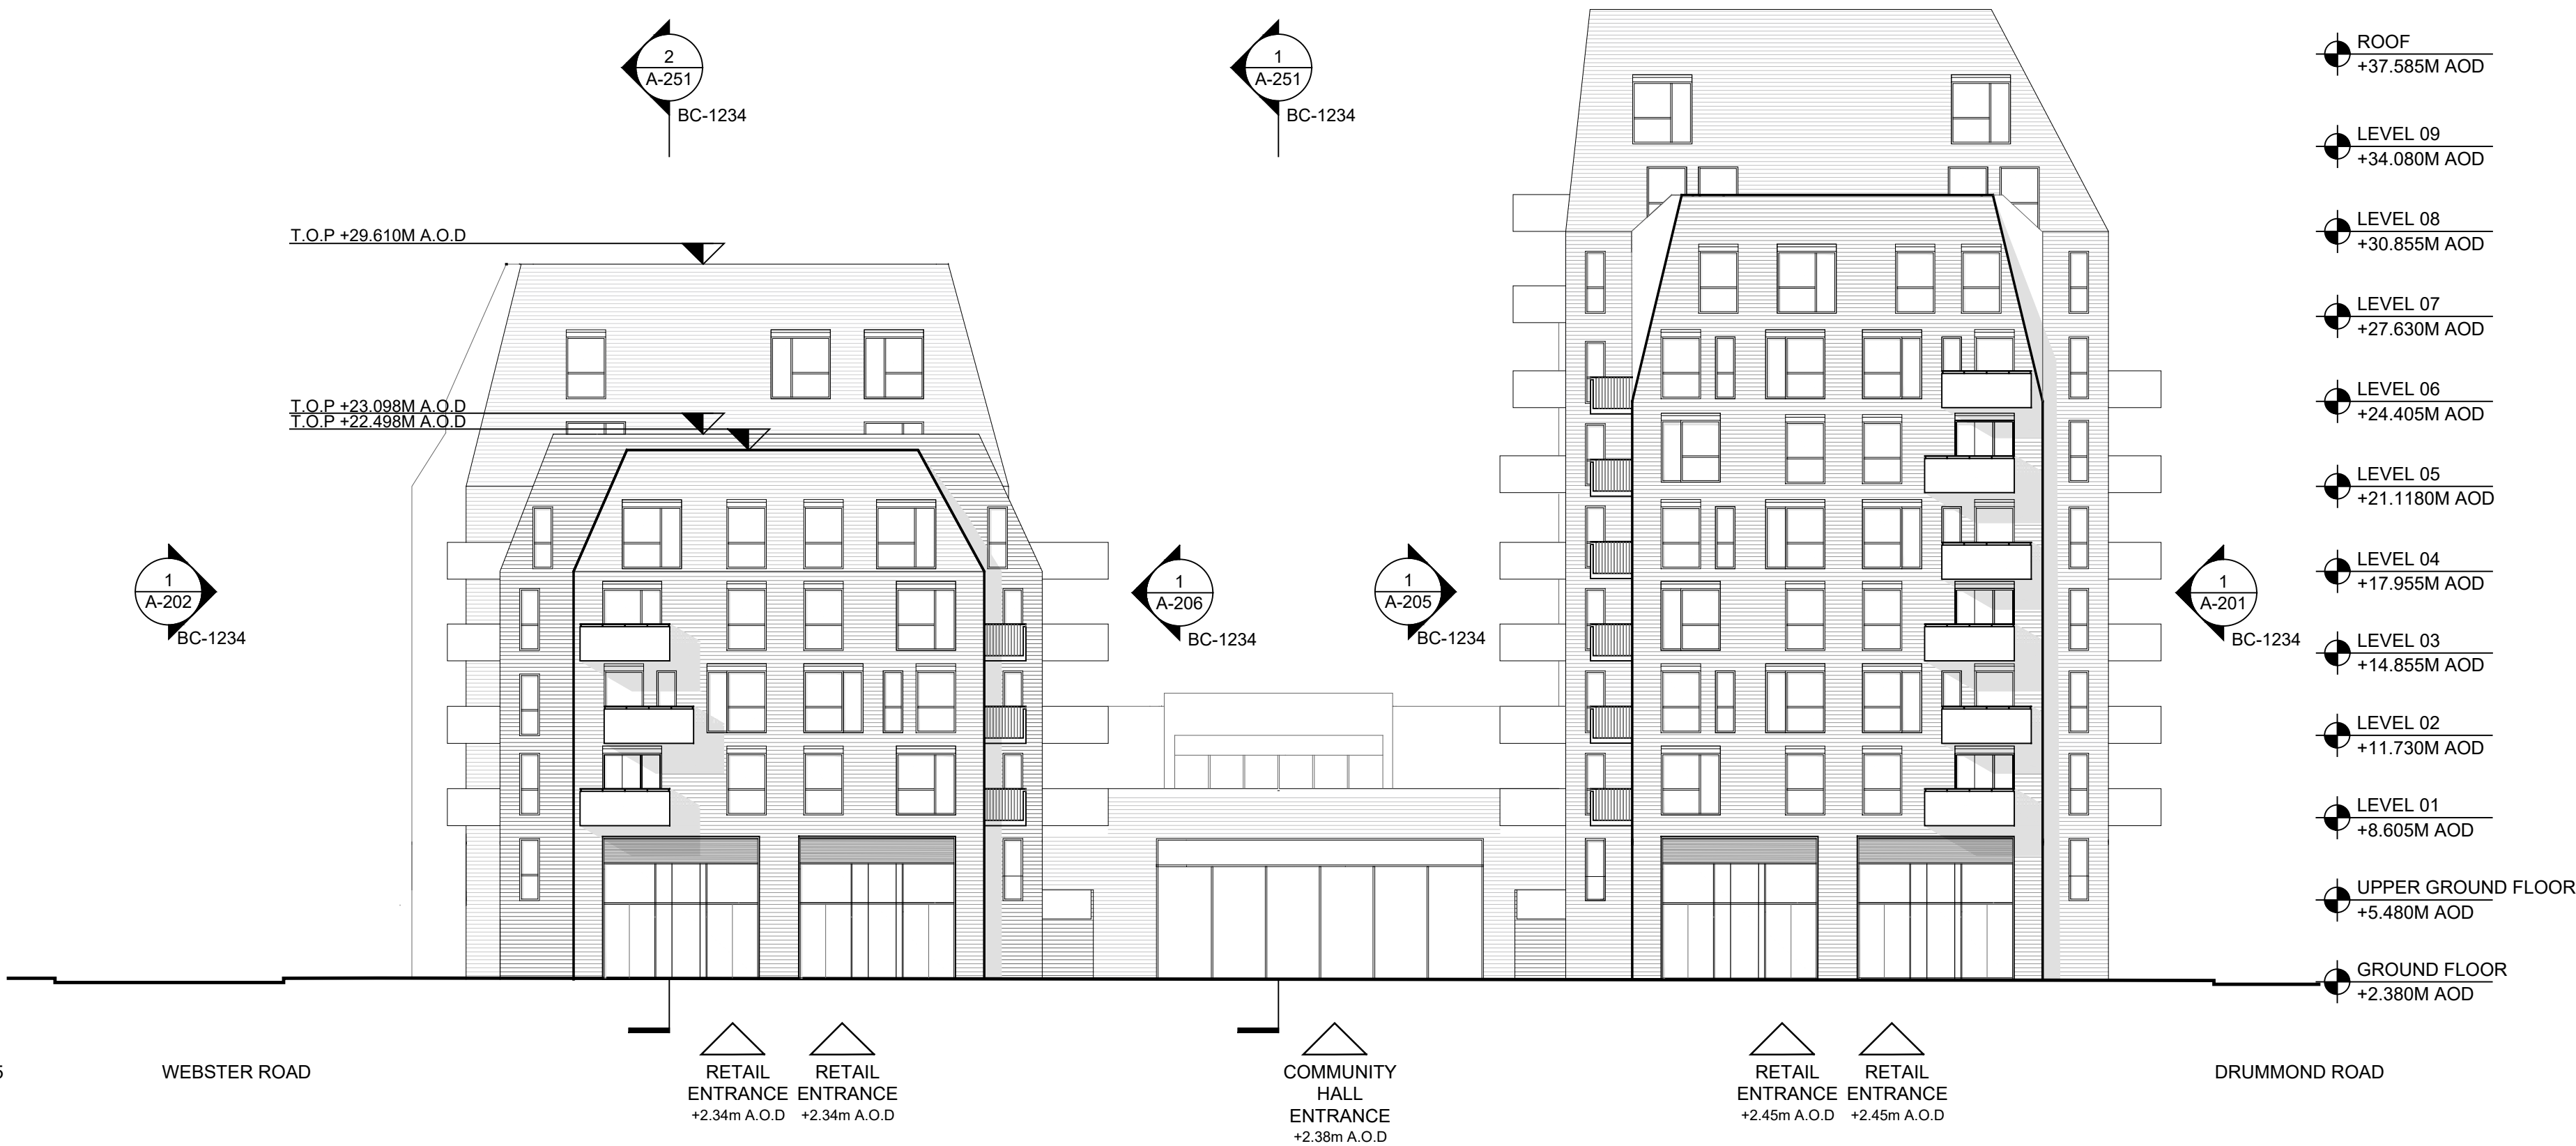 2
A-251
BC-1234
1
A-251
BC-1234
ROOF
+37.585M AOD
LEVEL 09
+34.080M AOD
LEVEL 08
+30.855M AOD
LEVEL 07
+27.630M AOD
LEVEL 06
+24.405M AOD
LEVEL 05
+21.1180M AOD
LEVEL 04
+17.955M AOD
LEVEL 03
+14.855M AOD
LEVEL 02
+11.730M AOD
LEVEL 01
+8.605M AOD
UPPER GROUND FLOOR
+5.480M AOD
GROUND FLOOR
+2.380M AOD
T.O.P +29.610M A.O.D
T.O.P +23.098M A.O.D
T.O.P +22.498M A.O.D
1
A-202
BC-1234
1
A-206
BC-1234
1
A-205
BC-1234
1
A-201
BC-1234
WEBSTER ROAD
RETAIL
ENTRANCE
+2.34m A.O.D
RETAIL
ENTRANCE
+2.34m A.O.D
COMMUNITY
HALL
ENTRANCE
+2.38m A.O.D
RETAIL
ENTRANCE
+2.45m A.O.D
RETAIL
ENTRANCE
+2.45m A.O.D
DRUMMOND ROAD